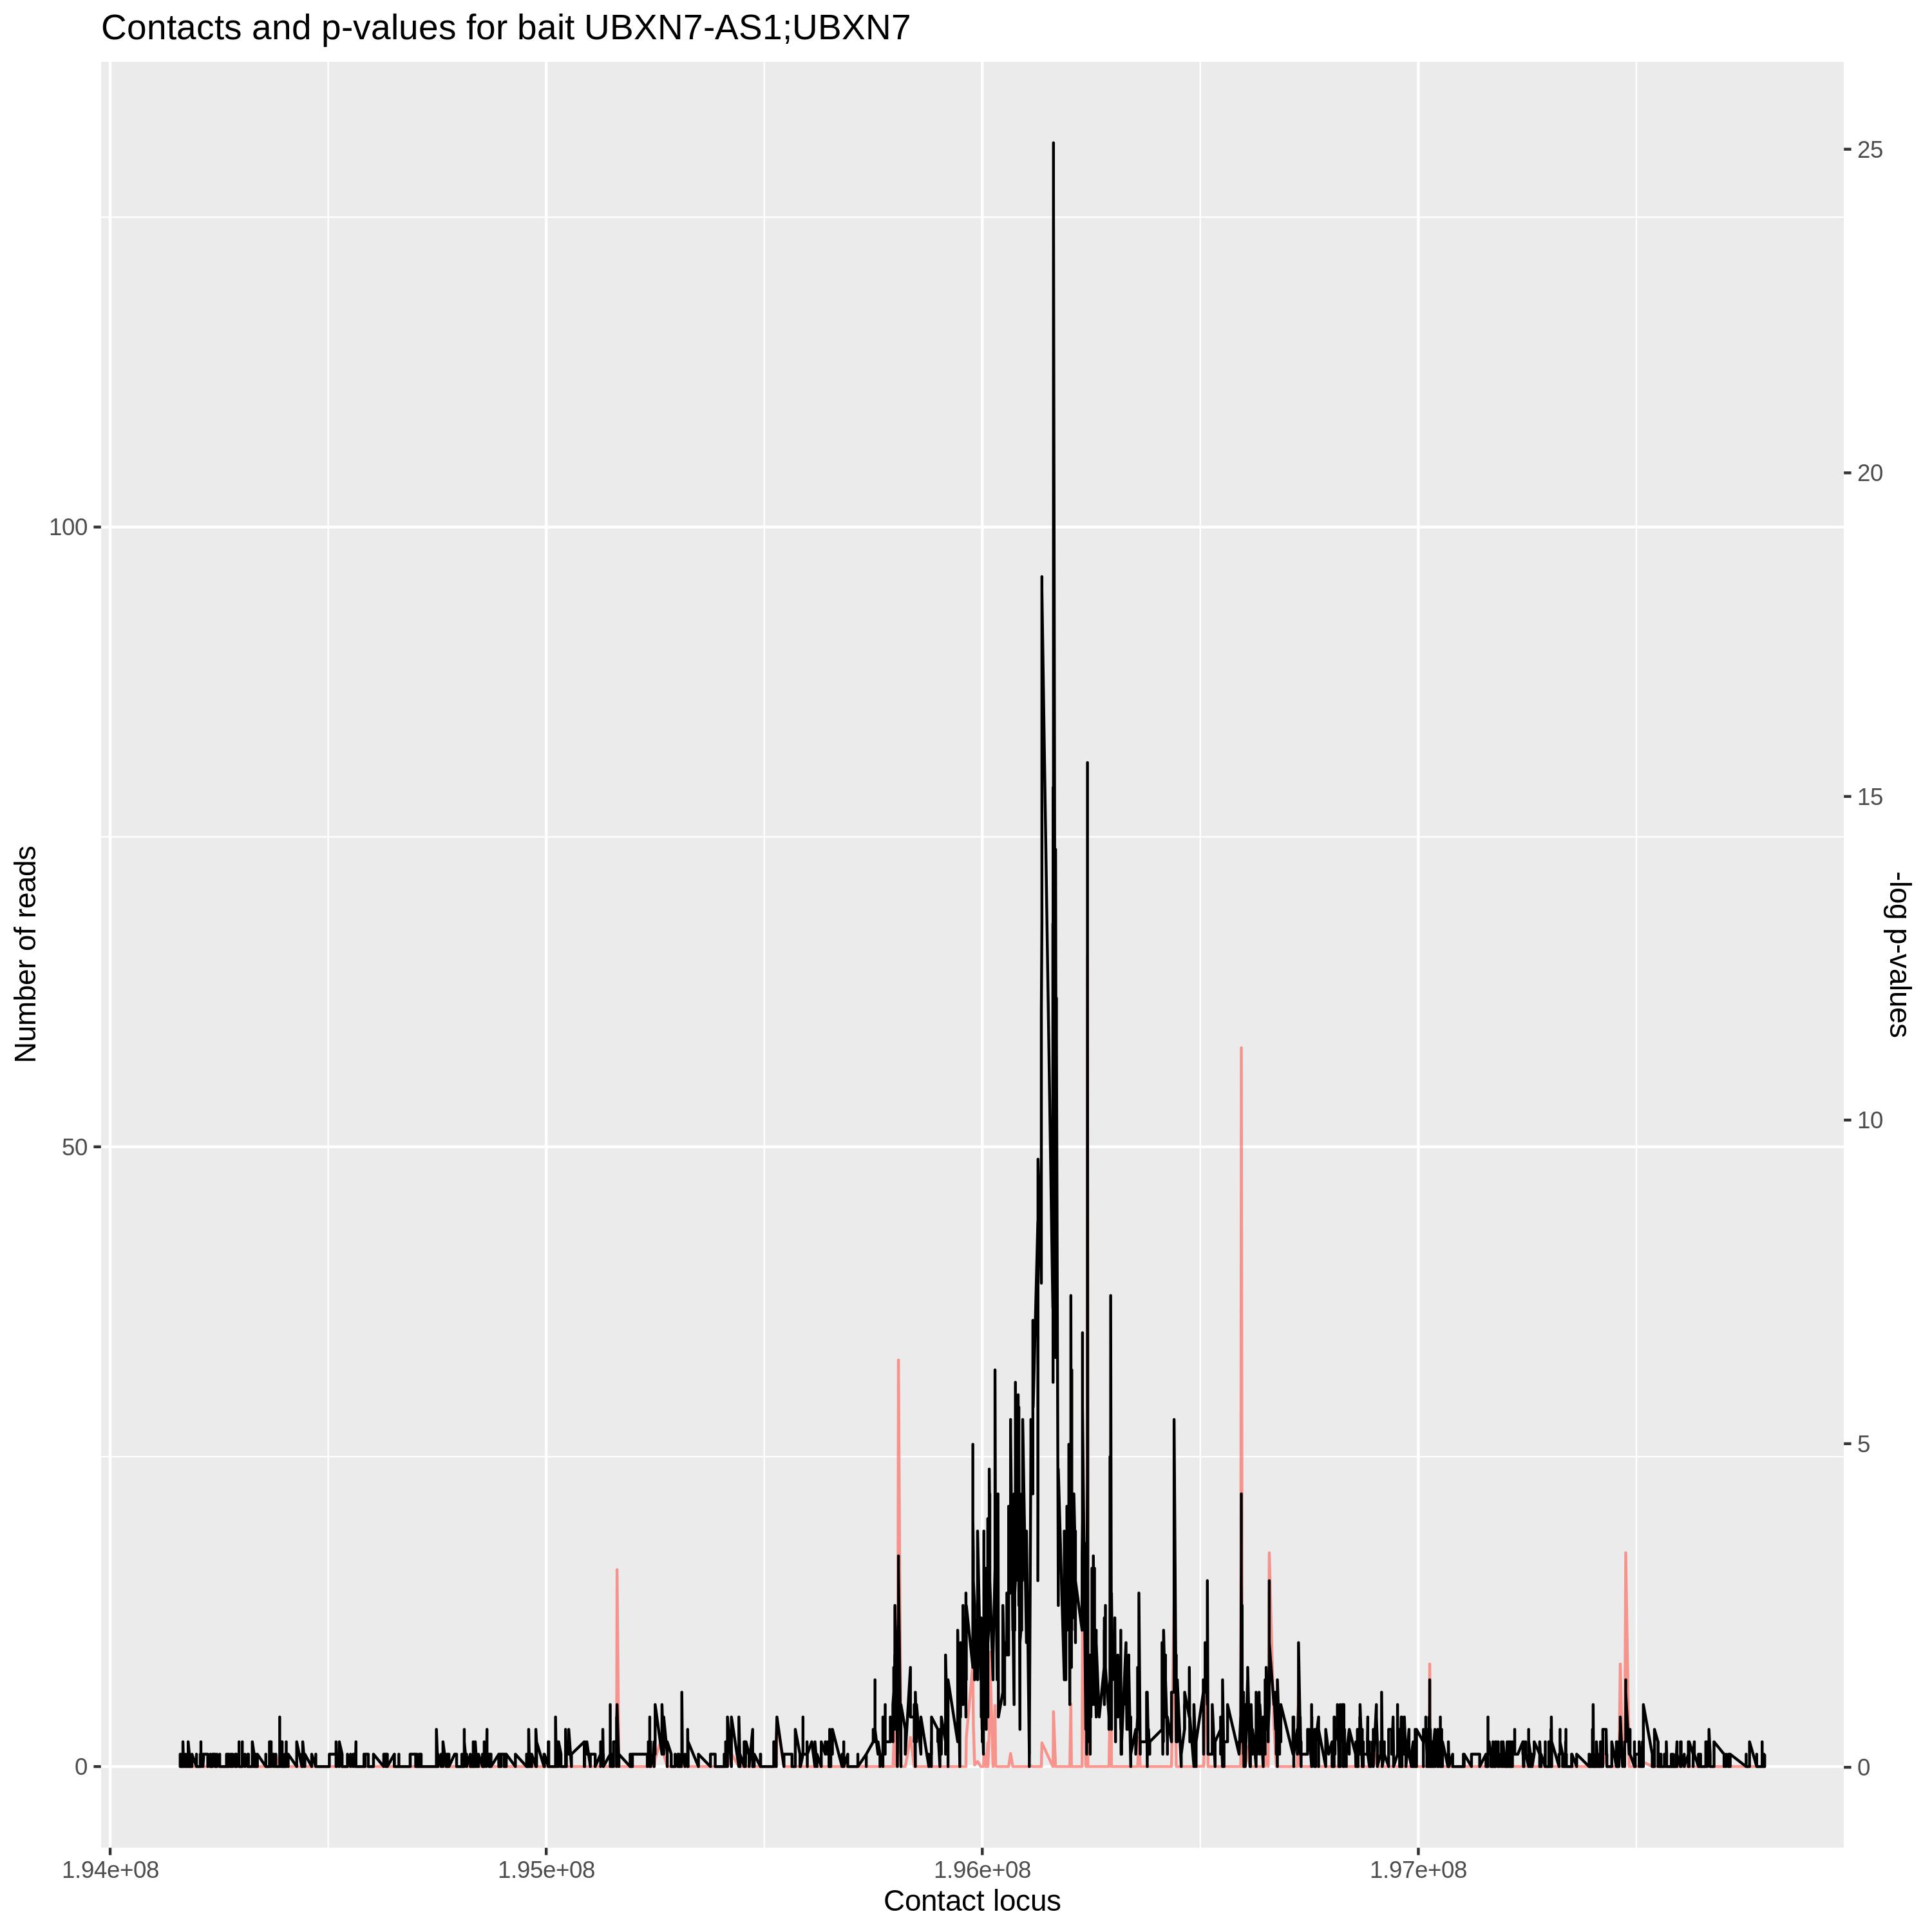 Contacts and p-values for bait UBXN7-AS1;UBXN7
Number of reads
100
50
0
25
20
15
10
5
0
-log p-values
1.94e+08
1.95e+08
1.96e+08
1.97e+08
Contact locus